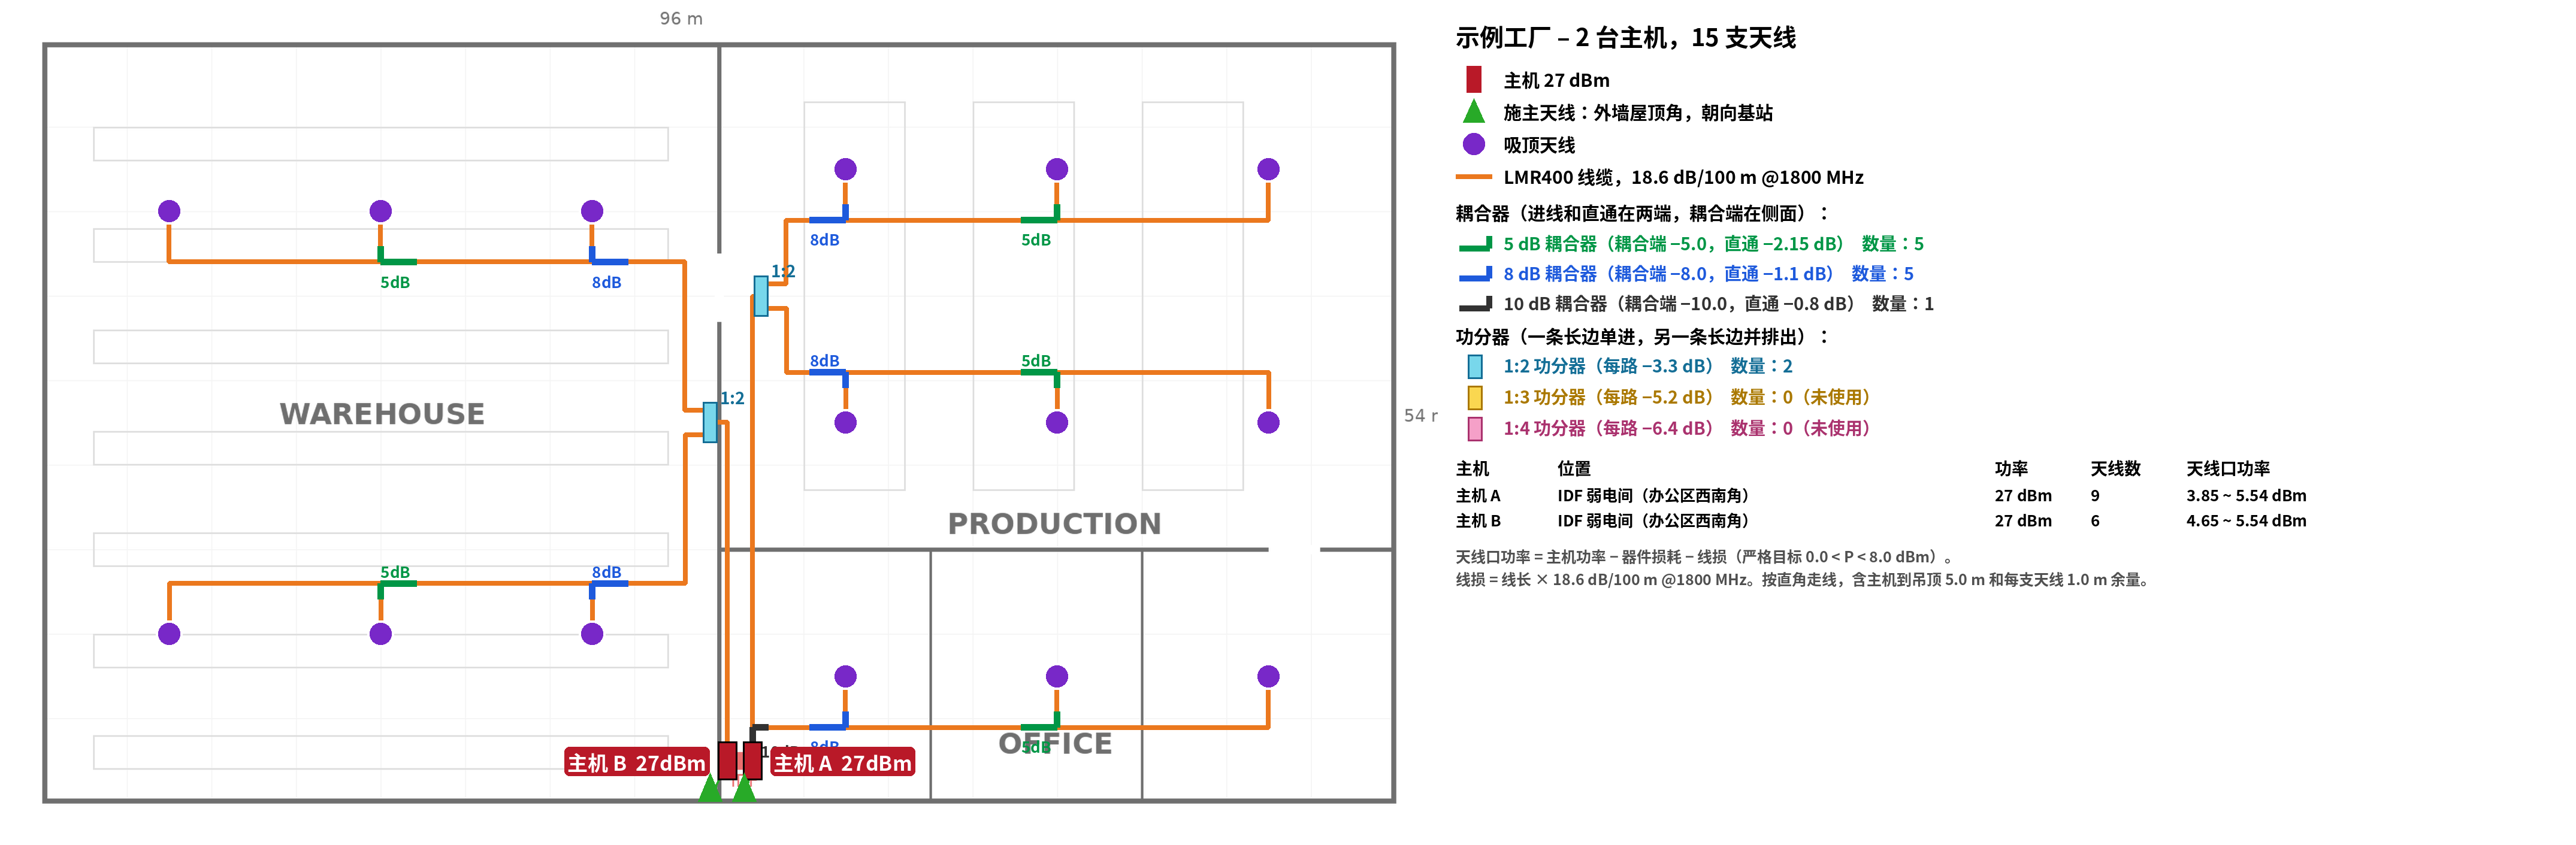 96 m
1:2
8dB
5dB
5dB
8dB
8dB
5dB
1:2
WAREHOUSE
54 r
PRODUCTION
5dB
8dB
8dB
5dB
OFFICE
主机 B 27dBm
主机 A 27dBm
示例工厂 – 2 台主机，15 支天线
主机 27 dBm
施主天线：外墙屋顶角，朝向基站
吸顶天线
LMR400 线缆，18.6 dB/100 m @1800 MHz
耦合器（进线和直通在两端，耦合端在侧面）：
5 dB 耦合器（耦合端 −5.0，直通 −2.15 dB） 数量：5
8 dB 耦合器（耦合端 −8.0，直通 −1.1 dB） 数量：5
10 dB 耦合器（耦合端 −10.0，直通 −0.8 dB） 数量：1
功分器（一条长边单进，另一条长边并排出）：
1:2 功分器（每路 −3.3 dB） 数量：2
1:3 功分器（每路 −5.2 dB） 数量：0（未使用）
1:4 功分器（每路 −6.4 dB） 数量：0（未使用）
主机 位置 功率 天线数 天线口功率
主机 A IDF 弱电间（办公区西南角） 27 dBm 9 3.85 ~ 5.54 dBm
主机 B IDF 弱电间（办公区西南角） 27 dBm 6 4.65 ~ 5.54 dBm
天线口功率 = 主机功率 − 器件损耗 − 线损（严格目标 0.0 < P < 8.0 dBm）。
线损 = 线长 × 18.6 dB/100 m @1800 MHz。按直角走线，含主机到吊顶 5.0 m 和每支天线 1.0 m 余量。